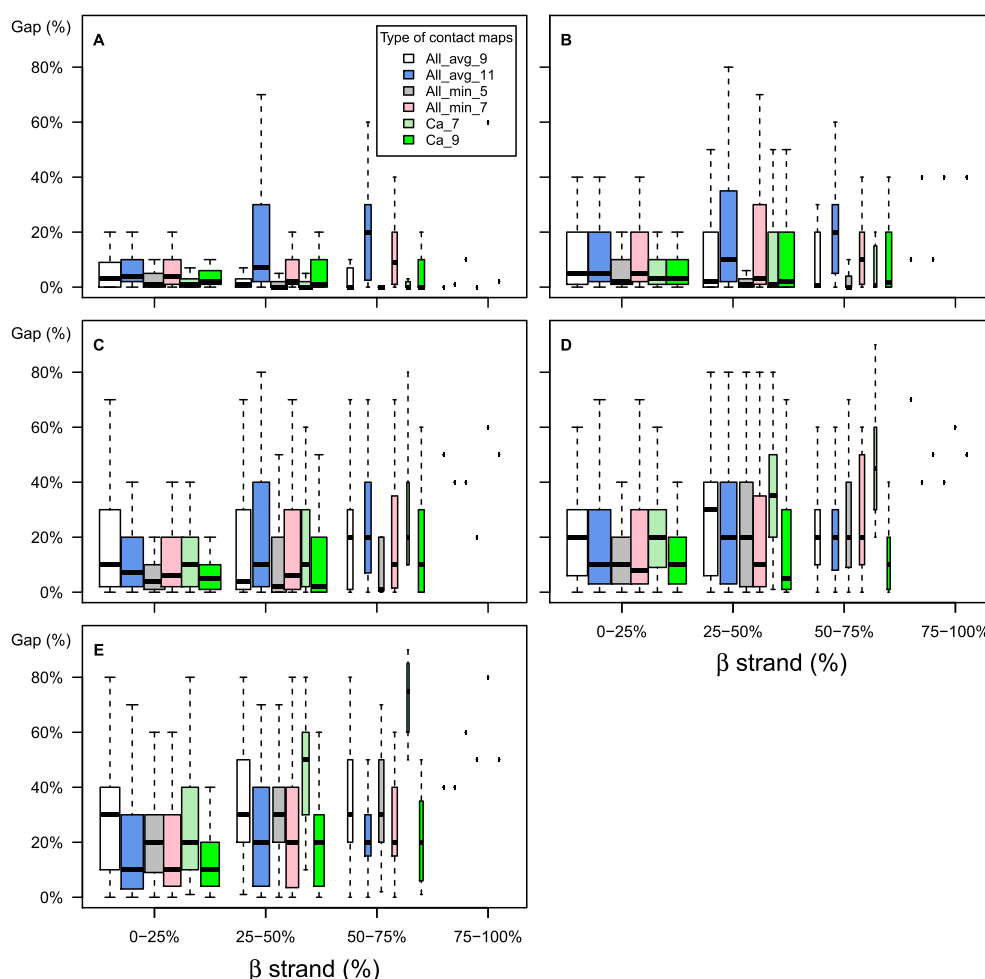 Gap (%)
A
B
Type of contact maps
All_avg_9
All_avg_11
All_min_5
All_min_7
Ca_7
Ca_9
80%
60%
40%
20%
0%
Gap (%)
C
D
80%
60%
40%
20%
0%
0−25% 25−50% 50−75% 75−100%
β strand (%)
Gap (%)
E
80%
60%
40%
20%
0%
0−25% 25−50% 50−75% 75−100%
β strand (%)